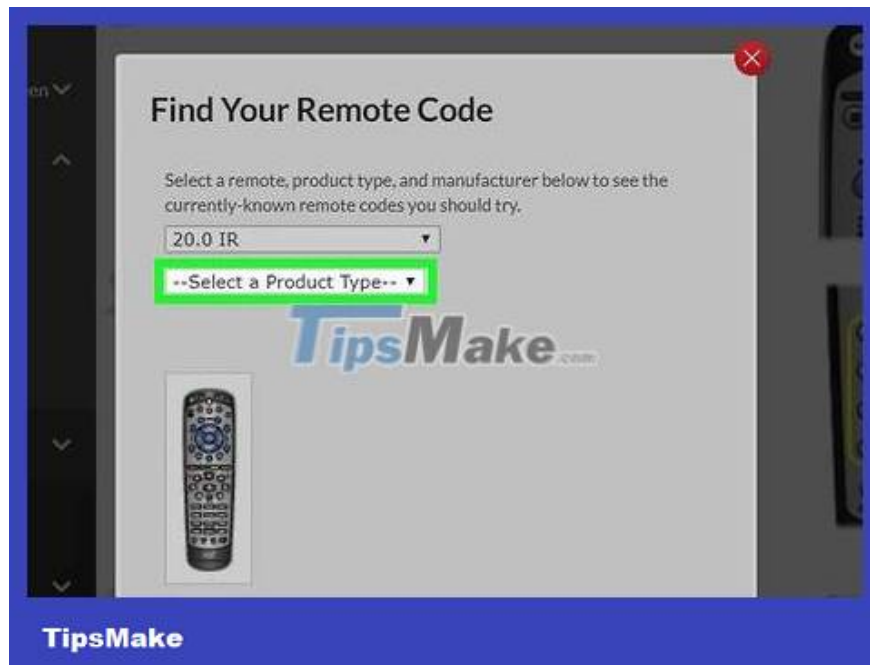 en
Find Your Remote Code
Select a remote, product type, and manufacturer below to see the
currently-known remote codes you should try.
20.0 IR
--Select a Product Type--
TipsMake.com
TipsMake